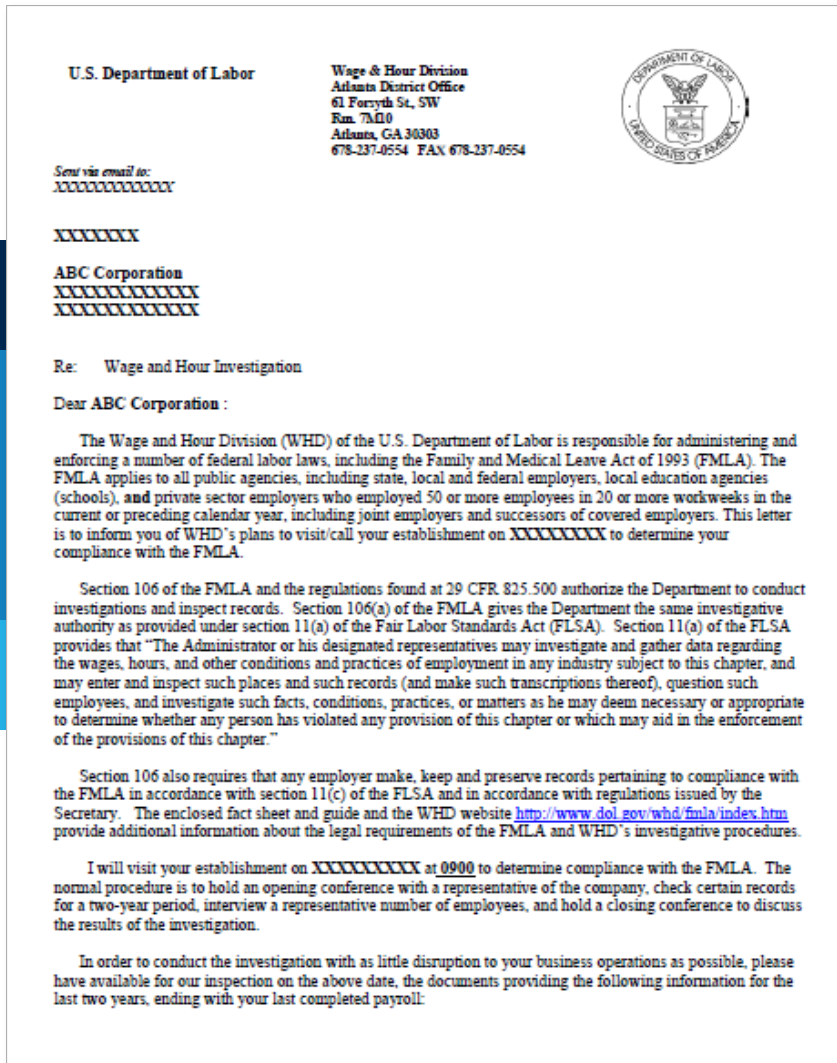 U.S. Department of Labor
Wage & Hour Division
Atlanta District Office
61 Forsyth St., SW
Rm. 7M10
Atlanta, GA 30303
678-237-0554 FAX 678-237-0554
DEPARTMENT OF LABOR
UNITED STATES OF AMERICA
Sent via email to:
XXXXXXXXXXXXX
XXXXXXX
ABC Corporation
XXXXXXXXXXXX
XXXXXXXXXXXX
Re: Wage and Hour Investigation
Dear ABC Corporation :
The Wage and Hour Division (WHD) of the U.S. Department of Labor is responsible for administering and
enforcing a number of federal labor laws, including the Family and Medical Leave Act of 1993 (FMLA). The
FMLA applies to all public agencies, including state, local and federal employers, local education agencies
(schools), and private sector employers who employed 50 or more employees in 20 or more workweeks in the
current or preceding calendar year, including joint employers and successors of covered employers. This letter
is to inform you of WHD's plans to visit/call your establishment on XXXXXXXX to determine your
compliance with the FMLA.
Section 106 of the FMLA and the regulations found at 29 CFR 825.500 authorize the Department to conduct
investigations and inspect records. Section 106(a) of the FMLA gives the Department the same investigative
authority as provided under section 11(a) of the Fair Labor Standards Act (FLSA). Section 11(a) of the FLSA
provides that "The Administrator or his designated representatives may investigate and gather data regarding
the wages, hours, and other conditions and practices of employment in any industry subject to this chapter, and
may enter and inspect such places and such records (and make such transcriptions thereof), question such
employees, and investigate such facts, conditions, practices, or matters as he may deem necessary or appropriate
to determine whether any person has violated any provision of this chapter or which may aid in the enforcement
of the provisions of this chapter."
Section 106 also requires that any employer make, keep and preserve records pertaining to compliance with
the FMLA in accordance with section 11(c) of the FLSA and in accordance with regulations issued by the
Secretary. The enclosed fact sheet and guide and the WHD website http://www.dol.gov/whd/fmla/index.htm
provide additional information about the legal requirements of the FMLA and WHD's investigative procedures.
I will visit your establishment on XXXXXXXXX at 0900 to determine compliance with the FMLA. The
normal procedure is to hold an opening conference with a representative of the company, check certain records
for a two-year period, interview a representative number of employees, and hold a closing conference to discuss
the results of the investigation.
In order to conduct the investigation with as little disruption to your business operations as possible, please
have available for our inspection on the above date, the documents providing the following information for the
last two years, ending with your last completed payroll: